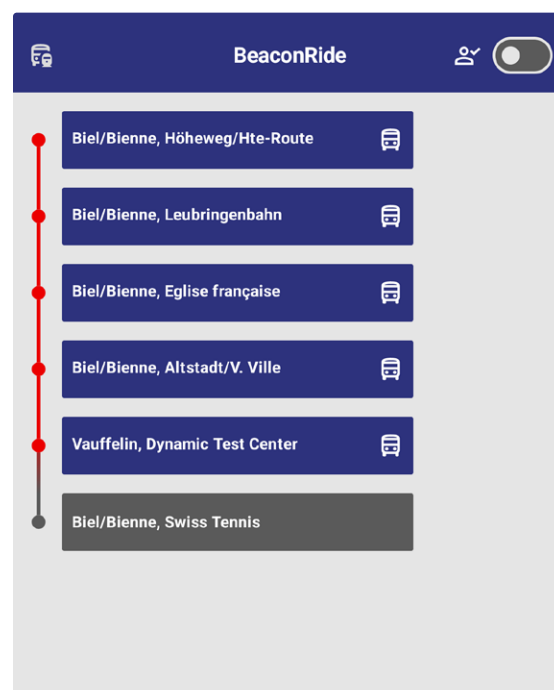 BeaconRide
Biel/Bienne, Höheweg/Hte-Route
Biel/Bienne, Leubringenbahn
Biel/Bienne, Eglise française
Biel/Bienne, Altstadt/V. Ville
Vauffelin, Dynamic Test Center
Biel/Bienne, Swiss Tennis